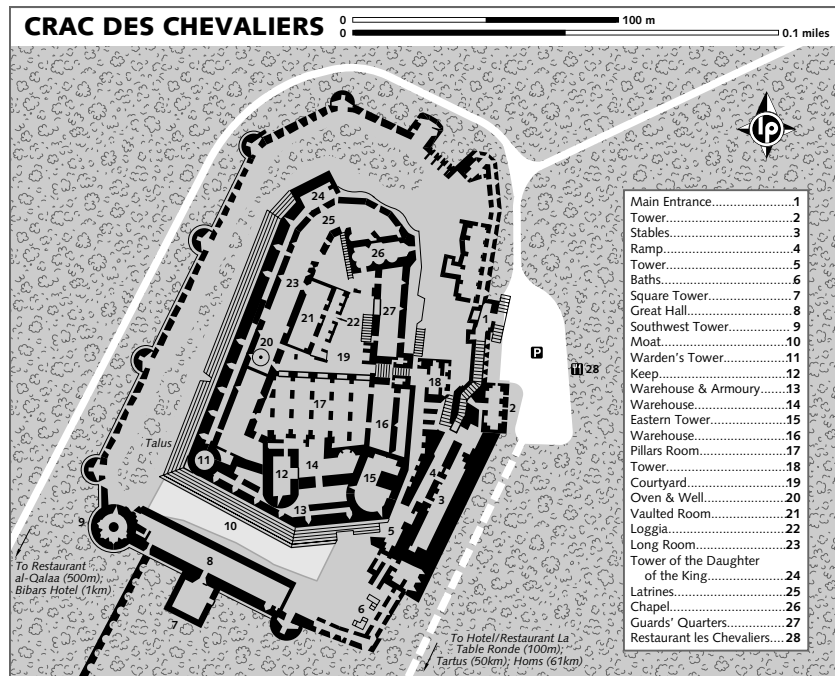 CRAC DES CHEVALIERS
0 100 m
0 0.1 miles
lp
Main Entrance.....................1
Tower.....................2
Stables.....................3
Ramp.....................4
Tower.....................5
Baths.....................6
Square Tower.....................7
Great Hall.....................8
Southwest Tower.....................9
Moat.....................10
Warden's Tower.....................11
Keep.....................12
Warehouse & Armoury.....................13
Warehouse.....................14
Eastern Tower.....................15
Warehouse.....................16
Pillars Room.....................17
Tower.....................18
Courtyard.....................19
Oven & Well.....................20
Vaulted Room.....................21
Loggia.....................22
Long Room.....................23
Tower of the Daughter
of the King.....................24
Latrines.....................25
Chapel.....................26
Guards' Quarters.....................27
Restaurant les Chevaliers....28
24
25
26
23
27
21
22
1
20
19
P
18
28
17
2
16
Talus
11
12
14
15
4
3
13
10
5
9
8
To Restaurant
al-Qalaa (500m);
Bibars Hotel (1km)
6
7
To Hotel/Restaurant La
Table Ronde (100m);
Tartus (50km); Homs (61km)